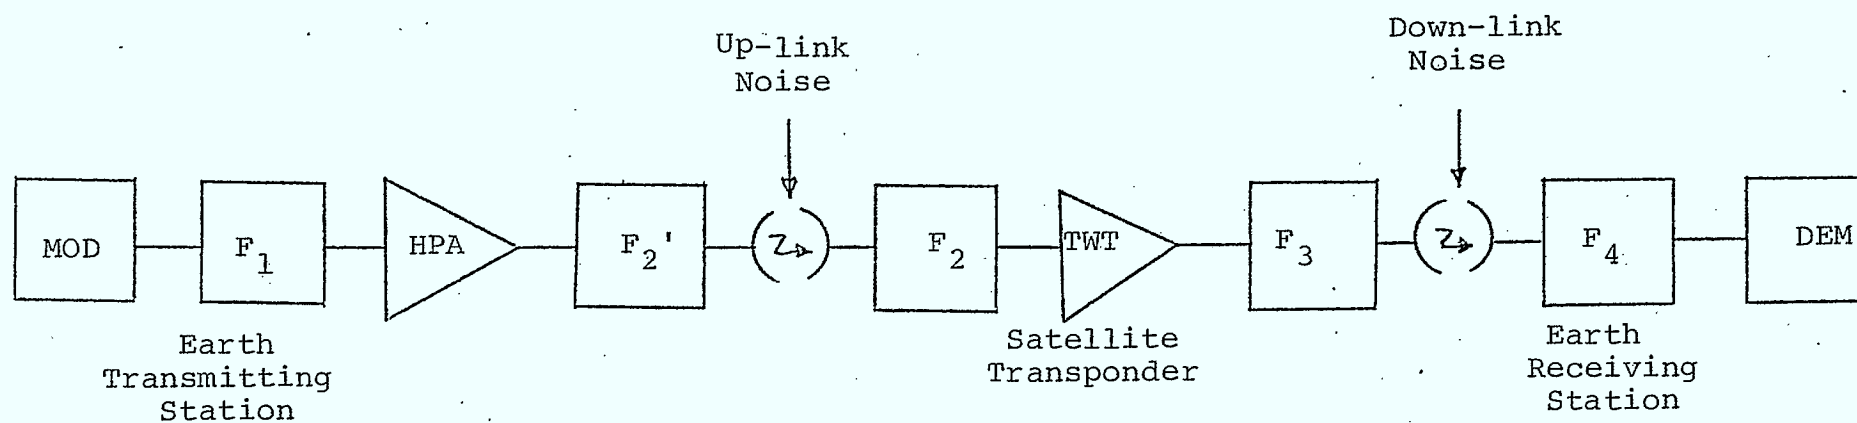 Up-link
Noise
Down-link
Noise
MOD
F1
HPA
F2'
Σ
F2
TWT
F3
Σ
F4
DEM
Earth
Transmitting
Station
Satellite
Transponder
Earth
Receiving
Station